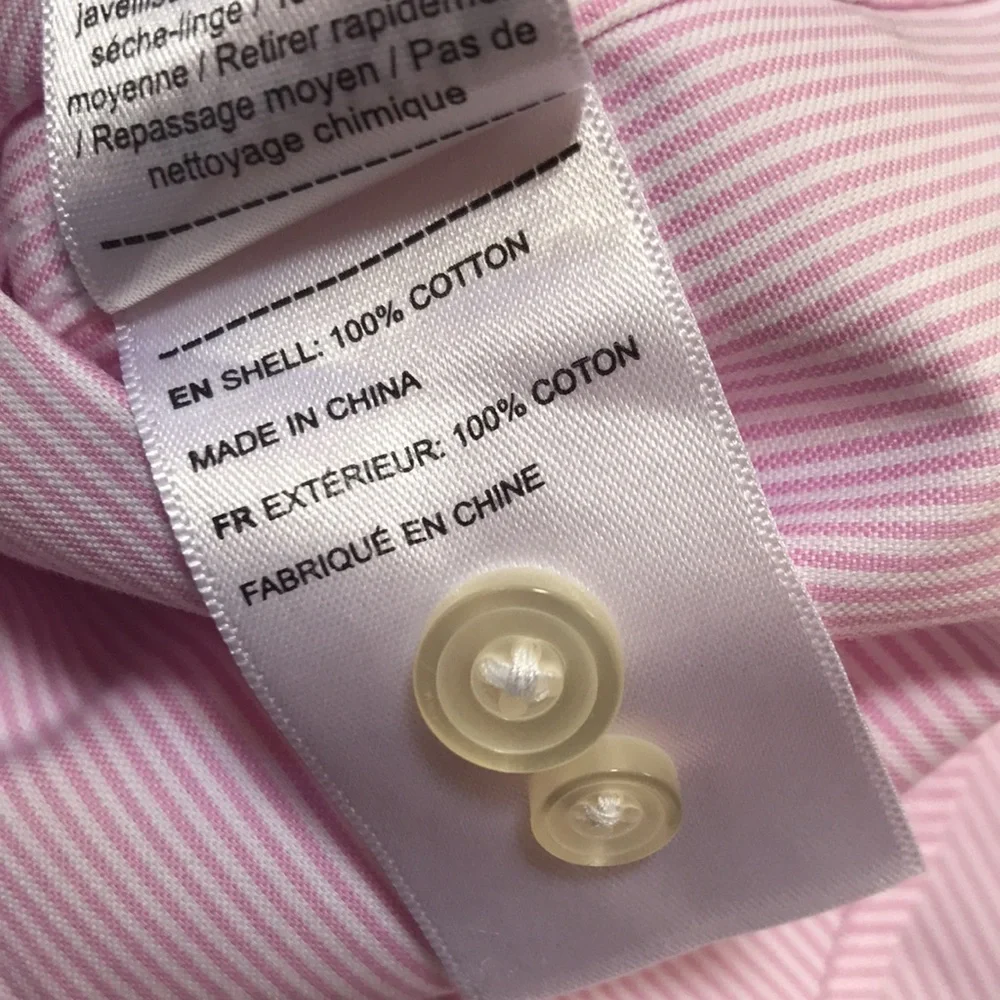 séche-linge /
moyenne / Retirer
/ Repassage moyen / Pas de
nettoyage chimique
EN SHELL: 100% COTTON
MADE IN CHINA
FR EXTÉRIEUR: 100% COTON
FABRIQUÉ EN CHINE